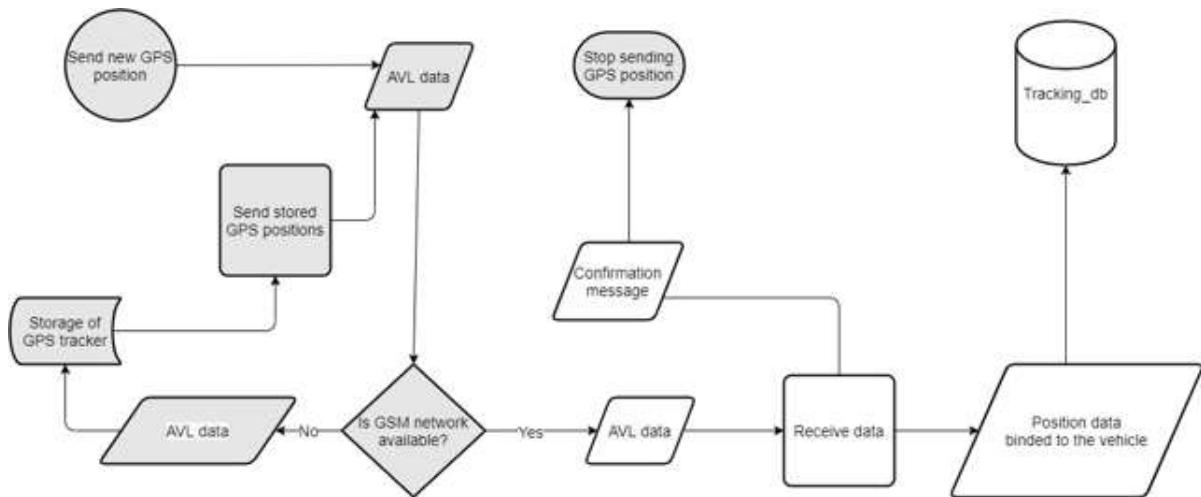 Send new GPS
position
AVL data
Stop sending
GPS position
Tracking_db
Send stored
GPS positions
Confirmation
message
Storage of
GPS tracker
AVL data
No
Is GSM network
available?
Yes
AVL data
Receive data
Position data
binded to the vehicle